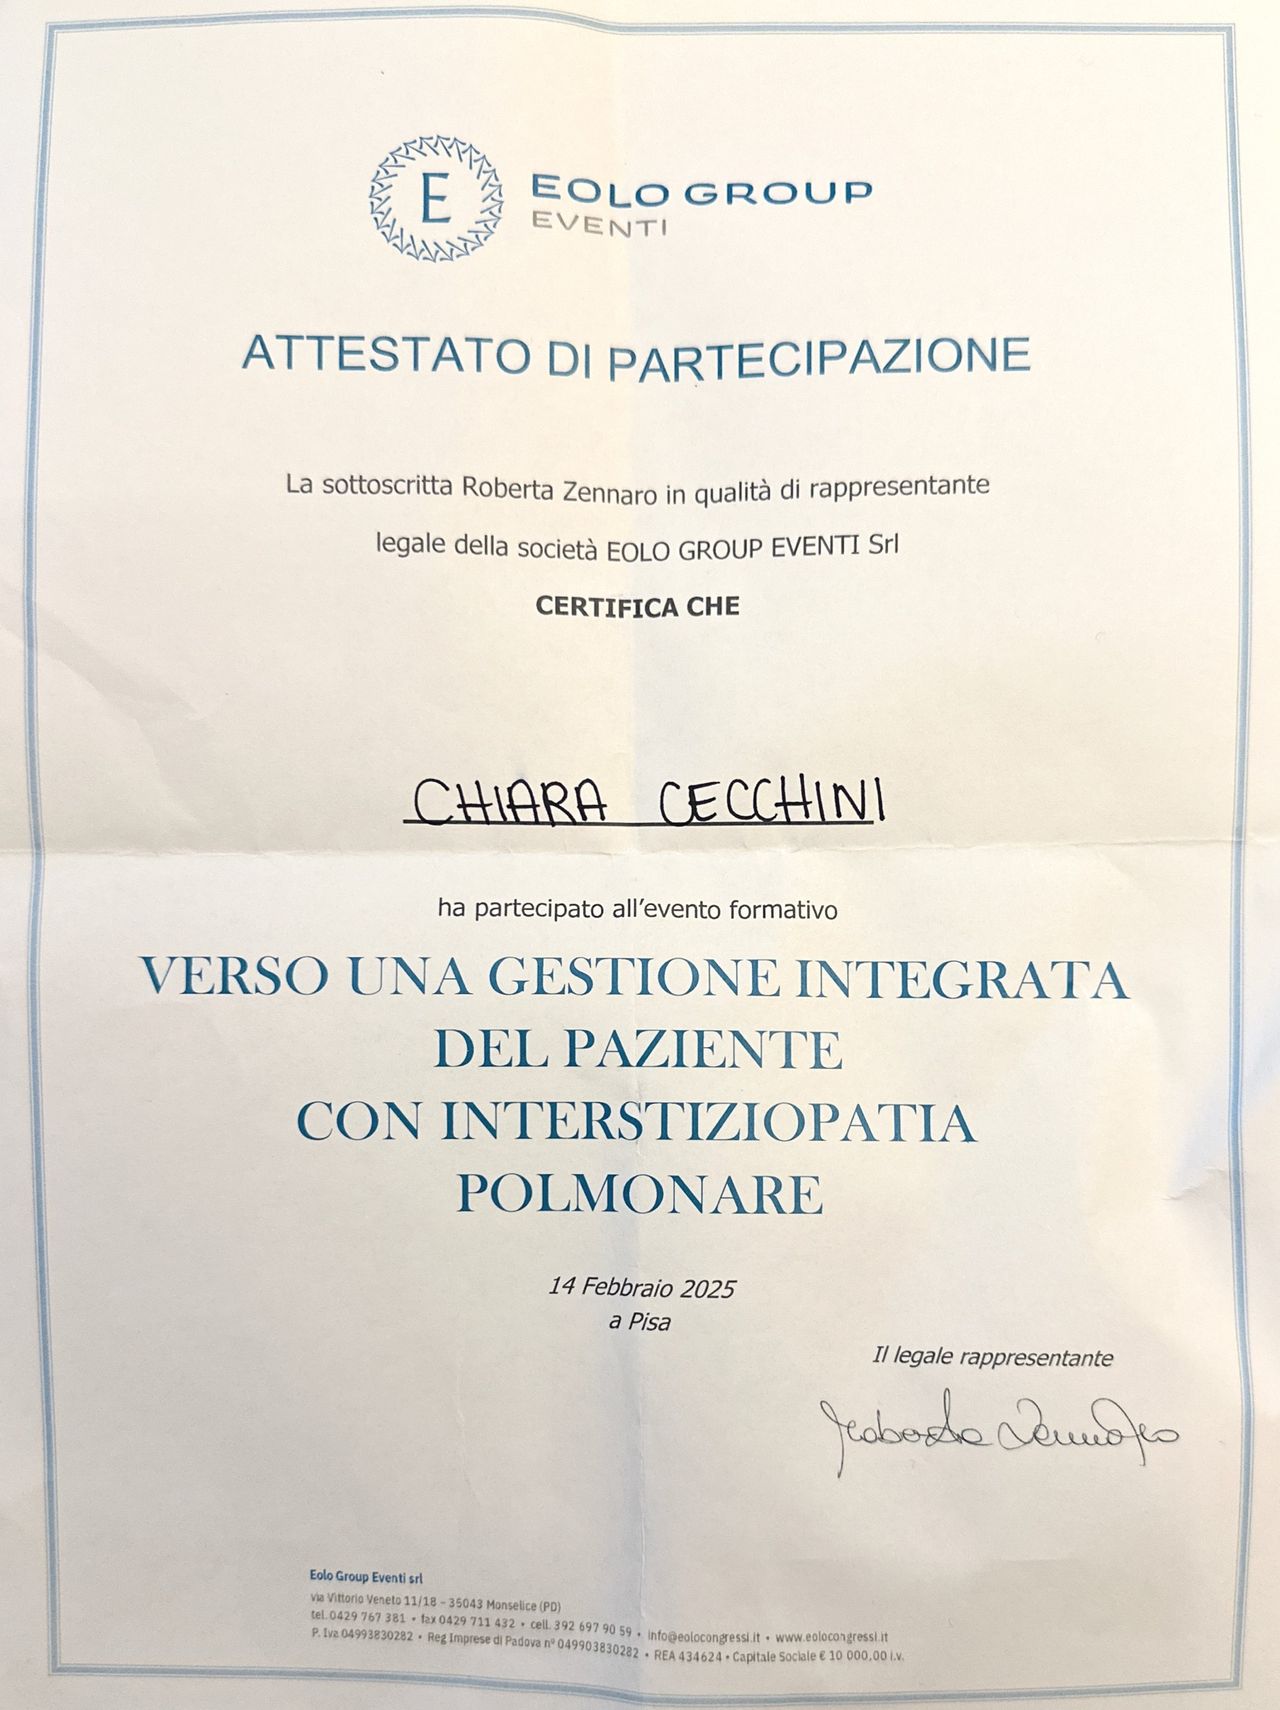 E
EOLO GROUP
EVENTI
ATTESTATO DI PARTECIPAZIONE
La sottoscritta Roberta Zennaro in qualità di rappresentante
legale della società EOLO GROUP EVENTI Srl
CERTIFICA CHE
CHIARA CECCHINI
ha partecipato all'evento formativo
VERSO UNA GESTIONE INTEGRATA
DEL PAZIENTE
CON INTERSTIZIOPATIA
POLMONARE
14 Febbraio 2025
a Pisa
Il legale rappresentante
Roberta Zennaro
Eolo Group Eventi srl
via Vittorio Veneto 11/18 - 35043 Monselice (PD)
tel. 0429 767 381 • fax 0429 711 432 • cell. 392 697 90 59 • info@eolocongressi.it • www.eolocongressi.it
P. Iva 04993830282 • Reg Imprese di Padova n° 049903830282 • REA 434624 • Capitale Sociale € 10 000,00 i.v.